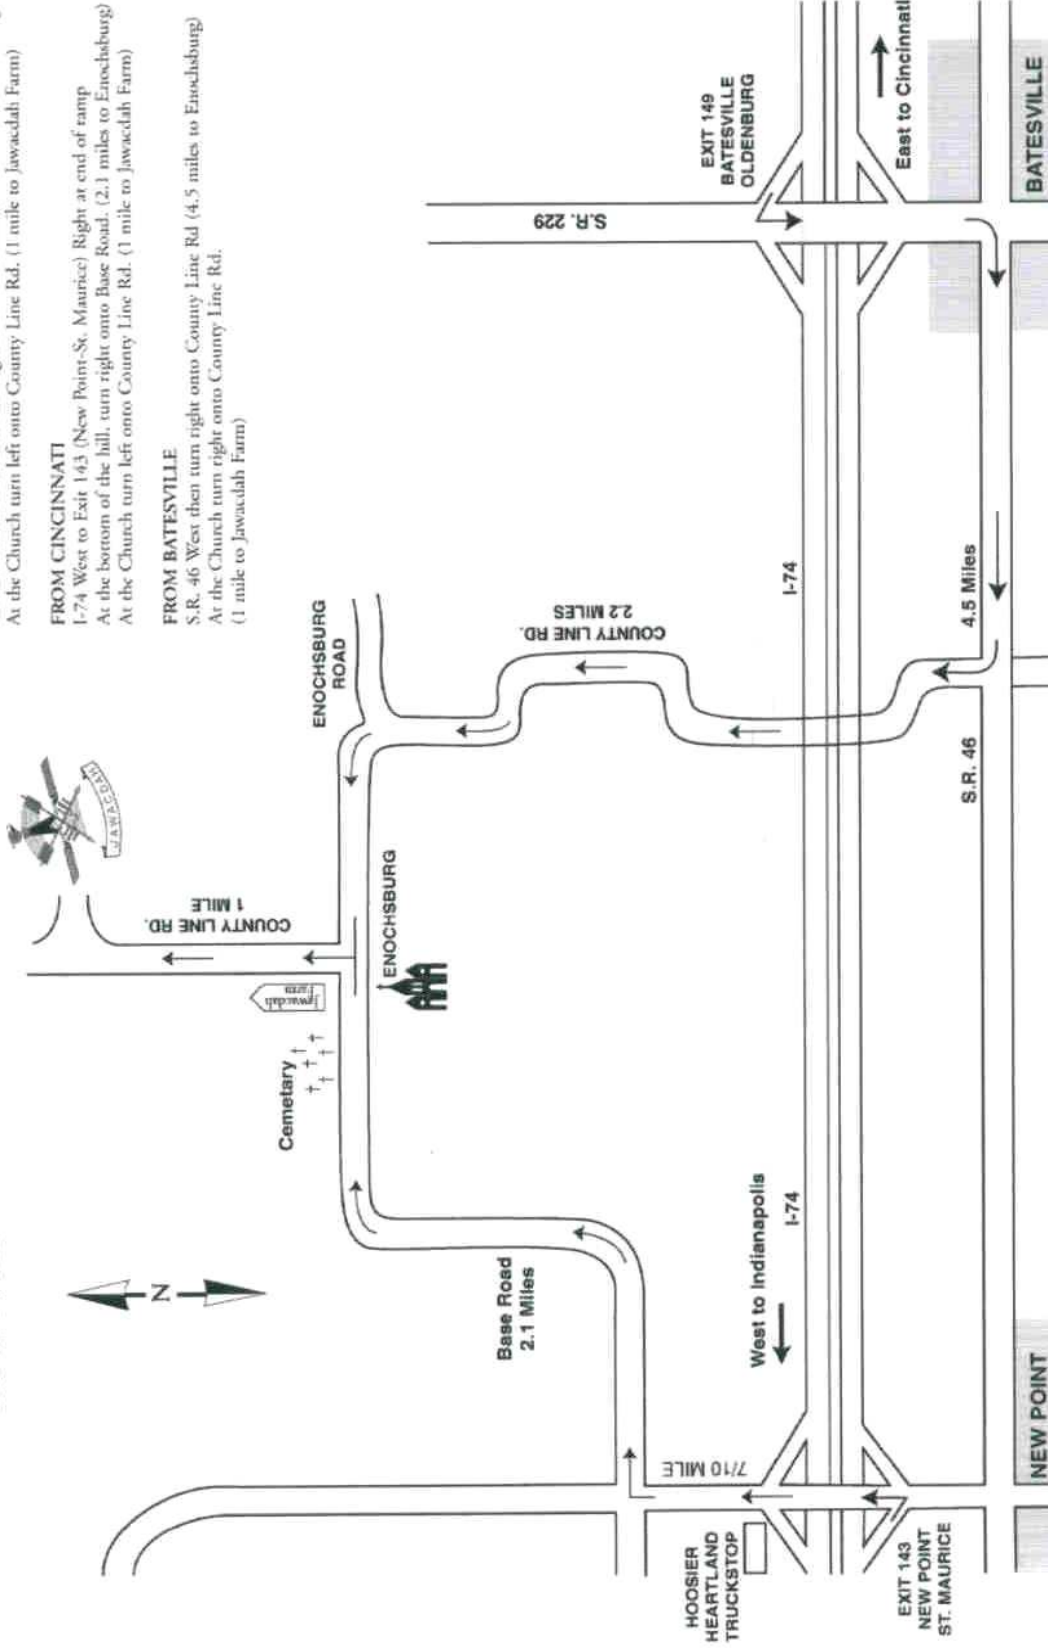 At the Church turn left onto County Line Rd. (1 mile to Jawacdah Farm)
FROM CINCINNATI
I-74 West to Exit 143 (New Point-St. Maurice) Right at end of ramp
At the bottom of the hill, turn right onto Base Road. (2.1 miles to Enochsburg)
At the Church turn left onto County Line Rd. (1 mile to Jawacdah Farm)
FROM BATESVILLE
S.R. 46 West then turn right onto County Line Rd (4.5 miles to Enochsburg)
At the Church turn right onto County Line Rd.
(1 mile to Jawacdah Farm)
JAWACDAH
N
COUNTY LINE RD.
1 MILE
Jawacdah
Farm
Cemetary
ENOCHSBURG
ENOCHSBURG
ROAD
COUNTY LINE RD.
2.2 MILES
S.R. 229
EXIT 149
BATESVILLE
OLDENBURG
East to Cincinnati
BATESVILLE
Base Road
2.1 Miles
West to Indianapolis
I-74
I-74
4.5 Miles
S.R. 46
7/10 MILE
HOOSIER
HEARTLAND
TRUCKSTOP
EXIT 143
NEW POINT
ST. MAURICE
NEW POINT